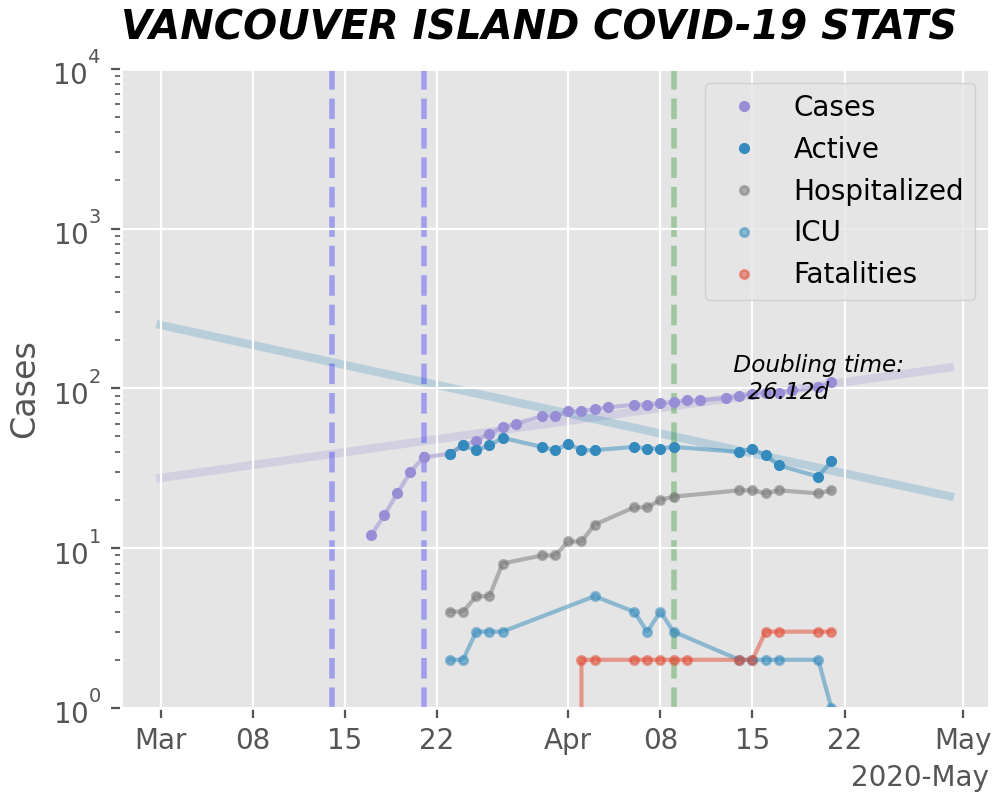 VANCOUVER ISLAND COVID-19 STATS
10^4
10^3
10^2
10^1
10^0
Cases
Cases
Active
Hospitalized
ICU
Fatalities
Doubling time:
26.12d
Mar 08 15 22 Apr 08 15 22 May
2020-May